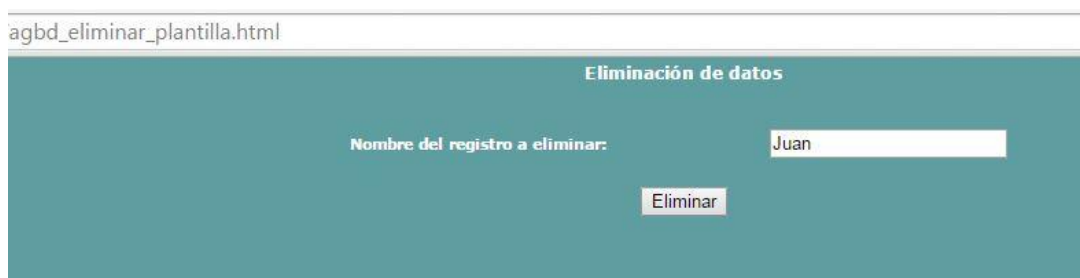 agbd_eliminar_plantilla.html
Eliminación de datos
Nombre del registro a eliminar: Juan
Eliminar